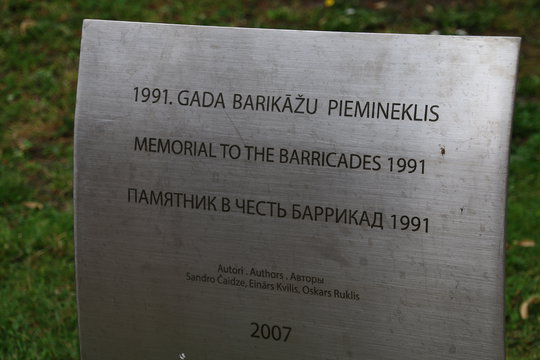 1991. GADA BARIKĀŽU PIEMINEKLIS
MEMORIAL TO THE BARRICADES 1991
ПАМЯТНИК В ЧЕСТЬ БАРРИКАД 1991
Autori . Authors . Авторы
Sandro Čaidze, Einārs Kvilis, Oskars Ruklis
2007